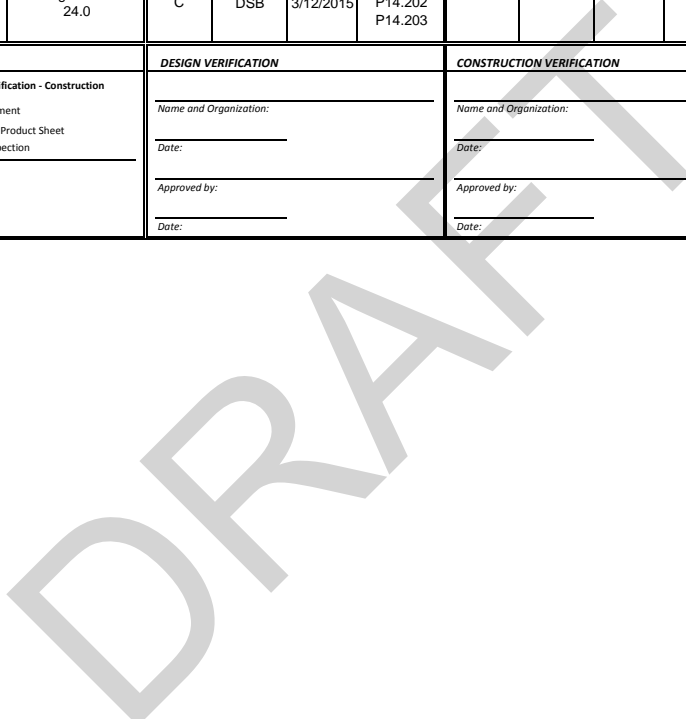 24.0 C DSB 3/12/2015 P14.202
P14.203
DESIGN VERIFICATION CONSTRUCTION VERIFICATION
ification - Construction
ment
Product Sheet
pection
Name and Organization: Name and Organization:
Date: Date:
Approved by: Approved by:
Date: Date:
DRAFT